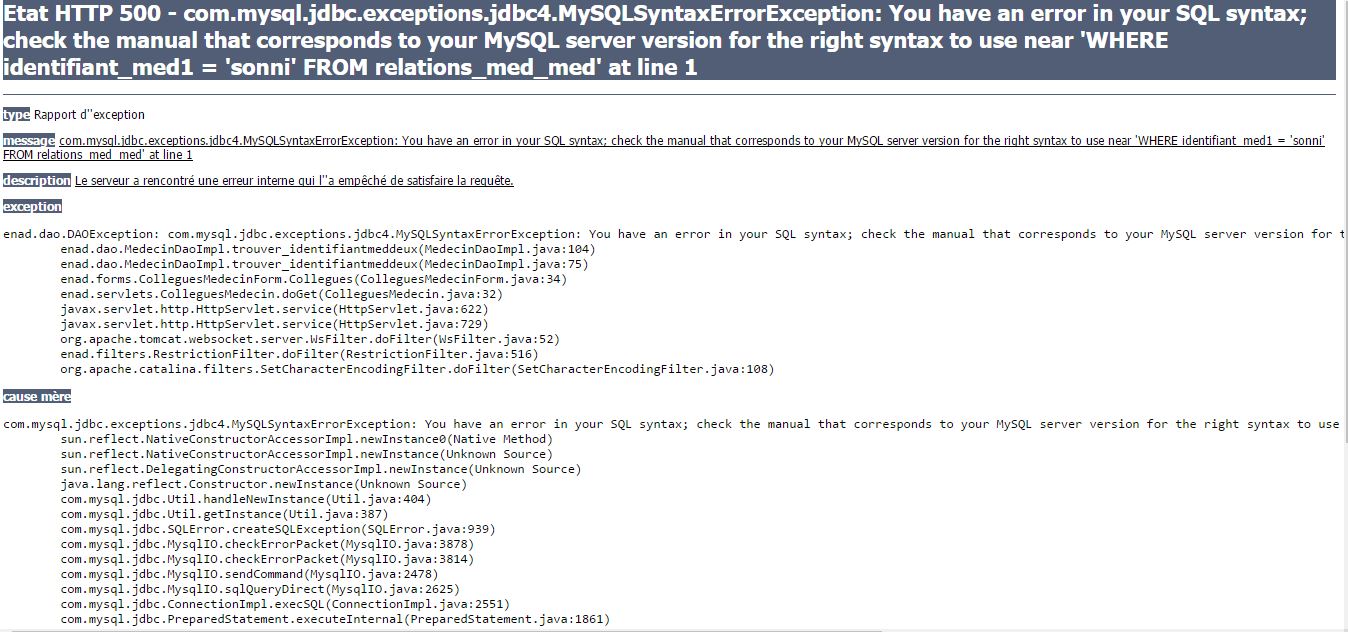 Etat HTTP 500 - com.mysql.jdbc.exceptions.jdbc4.MySQLSyntaxErrorException: You have an error in your SQL syntax;
check the manual that corresponds to your MySQL server version for the right syntax to use near 'WHERE
identifiant_med1 = 'sonni' FROM relations_med_med' at line 1
type Rapport d''exception
message com.mysql.jdbc.exceptions.jdbc4.MySQLSyntaxErrorException: You have an error in your SQL syntax; check the manual that corresponds to your MySQL server version for the right syntax to use near 'WHERE identifiant_med1 = 'sonni'
FROM relations_med_med' at line 1
description Le serveur a rencontré une erreur interne qui l''a empêché de satisfaire la requête.
exception
enad.dao.DAOException: com.mysql.jdbc.exceptions.jdbc4.MySQLSyntaxErrorException: You have an error in your SQL syntax; check the manual that corresponds to your MySQL server version for t
enad.dao.MedecinDaoImpl.trouver_identifiantmeddeux(MedecinDaoImpl.java:104)
enad.dao.MedecinDaoImpl.trouver_identifiantmeddeux(MedecinDaoImpl.java:75)
enad.forms.ColleguesMedecinForm.Collegues(ColleguesMedecinForm.java:34)
enad.servlets.ColleguesMedecin.doGet(ColleguesMedecin.java:32)
javax.servlet.http.HttpServlet.service(HttpServlet.java:622)
javax.servlet.http.HttpServlet.service(HttpServlet.java:729)
org.apache.tomcat.websocket.server.WsFilter.doFilter(WsFilter.java:52)
enad.filters.RestrictionFilter.doFilter(RestrictionFilter.java:516)
org.apache.catalina.filters.SetCharacterEncodingFilter.doFilter(SetCharacterEncodingFilter.java:108)
cause mère
com.mysql.jdbc.exceptions.jdbc4.MySQLSyntaxErrorException: You have an error in your SQL syntax; check the manual that corresponds to your MySQL server version for the right syntax to use
sun.reflect.NativeConstructorAccessorImpl.newInstance0(Native Method)
sun.reflect.NativeConstructorAccessorImpl.newInstance(Unknown Source)
sun.reflect.DelegatingConstructorAccessorImpl.newInstance(Unknown Source)
java.lang.reflect.Constructor.newInstance(Unknown Source)
com.mysql.jdbc.Util.handleNewInstance(Util.java:404)
com.mysql.jdbc.Util.getInstance(Util.java:387)
com.mysql.jdbc.SQLError.createSQLException(SQLError.java:939)
com.mysql.jdbc.MysqlIO.checkErrorPacket(MysqlIO.java:3878)
com.mysql.jdbc.MysqlIO.checkErrorPacket(MysqlIO.java:3814)
com.mysql.jdbc.MysqlIO.sendCommand(MysqlIO.java:2478)
com.mysql.jdbc.MysqlIO.sqlQueryDirect(MysqlIO.java:2625)
com.mysql.jdbc.ConnectionImpl.execSQL(ConnectionImpl.java:2551)
com.mysql.jdbc.PreparedStatement.executeInternal(PreparedStatement.java:1861)